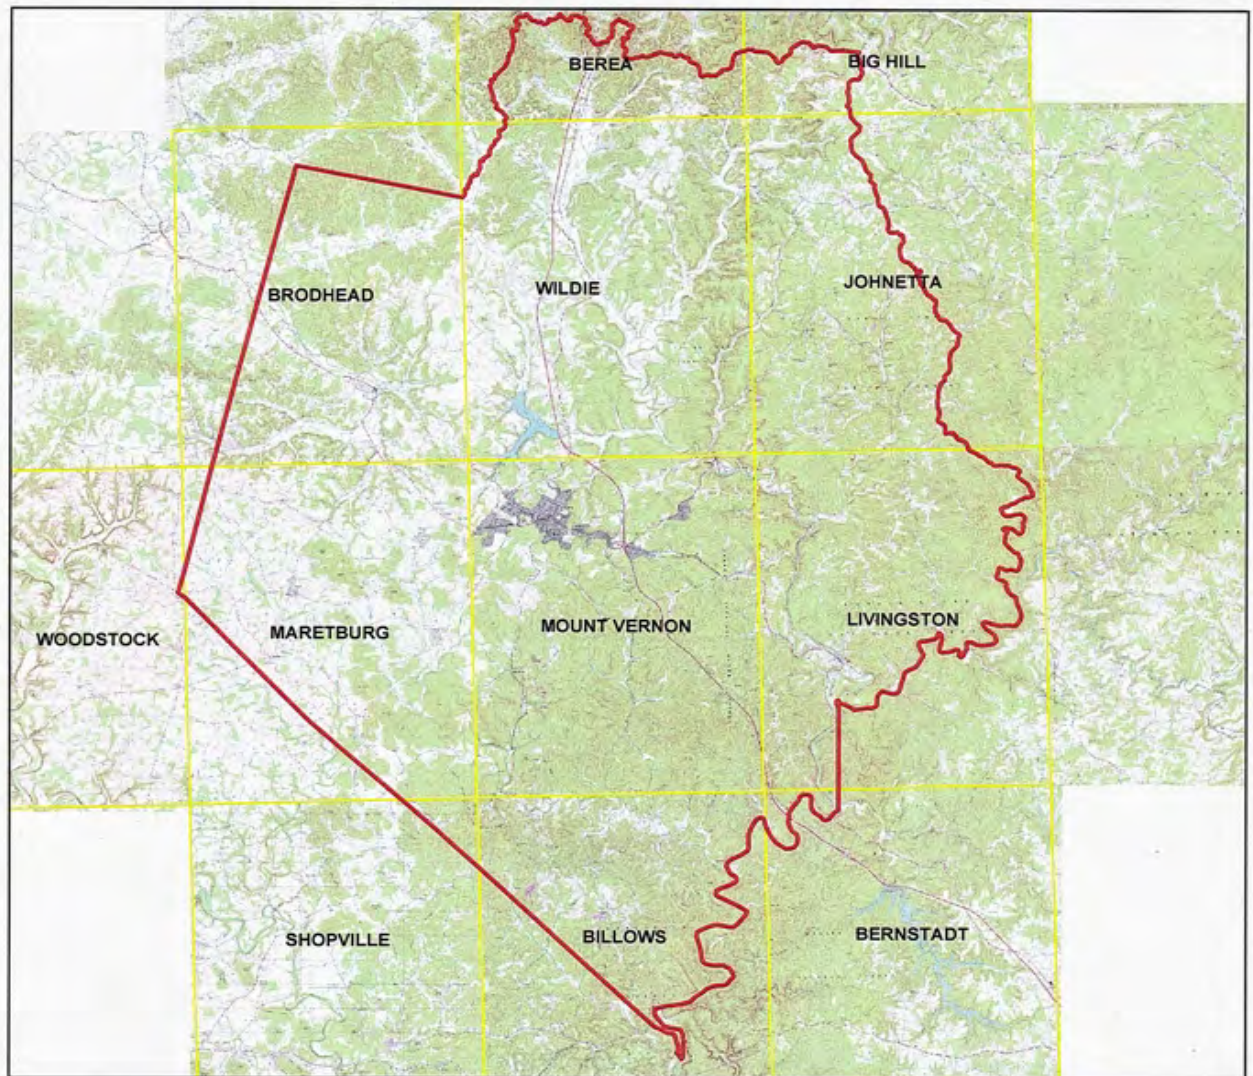 BEREA
BIG HILL
BRODHEAD
WILDIE
JOHNETTA
WOODSTOCK
MARETBURG
MOUNT VERNON
LIVINGSTON
SHOPVILLE
BILLOWS
BERNSTADT